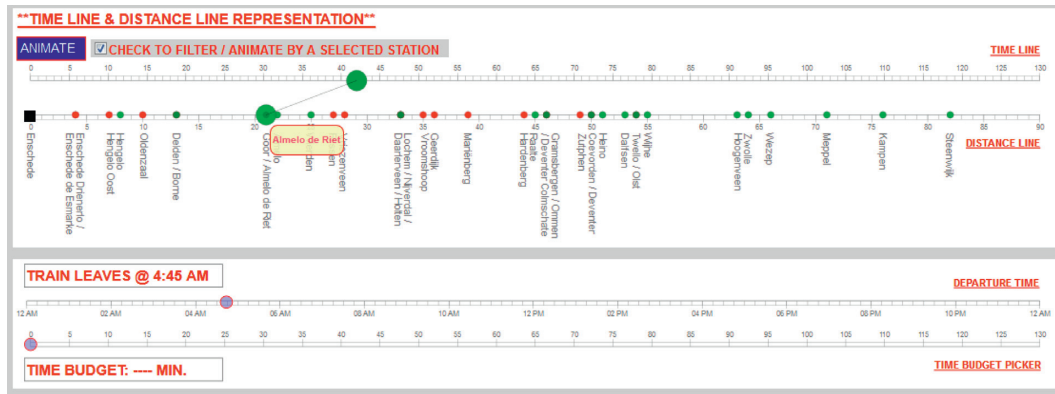 **TIME LINE & DISTANCE LINE REPRESENTATION**
ANIMATE
CHECK TO FILTER / ANIMATE BY A SELECTED STATION
TIME LINE
0 5 10 15 20 25 30 35 40 45 50 55 60 65 70 75 80 85 90 95 100 105 110 115 120 125 130
0 5 10 15 20 30 35 40 45 50 55 60 65 70 75 80 85 90
DISTANCE LINE
Enschede
Enschede Drienerlo /
Enschede de Esmarke
Hengelo
Hengelo Oost
Oldenzaal
Delden / Borne
Goor / Almelo de Riet
Almelo de Riet
Lochem / Nijverdal /
Daarlerveen / Holten
Geerdijk
Vroomshoop
Mariënberg
Hardenberg
Raalte
Gramsbergen / Ommen
/ Deventer Colmschate
Zutphen
Heino
Coevorden / Deventer
Dalfsen
Twello / Olst
Wijhe
Hoogenveen
Zwolle
Wezep
Meppel
Kampen
Steenwijk
TRAIN LEAVES @ 4:45 AM
DEPARTURE TIME
12 AM 02 AM 04 AM 06 AM 08 AM 10 AM 12 PM 02 PM 04 PM 06 PM 08 PM 10 PM 12 AM
0 5 10 15 20 25 30 35 40 45 50 55 60 65 70 75 80 85 90 95 100 105 110 115 120 125 130
TIME BUDGET: ---- MIN.
TIME BUDGET PICKER